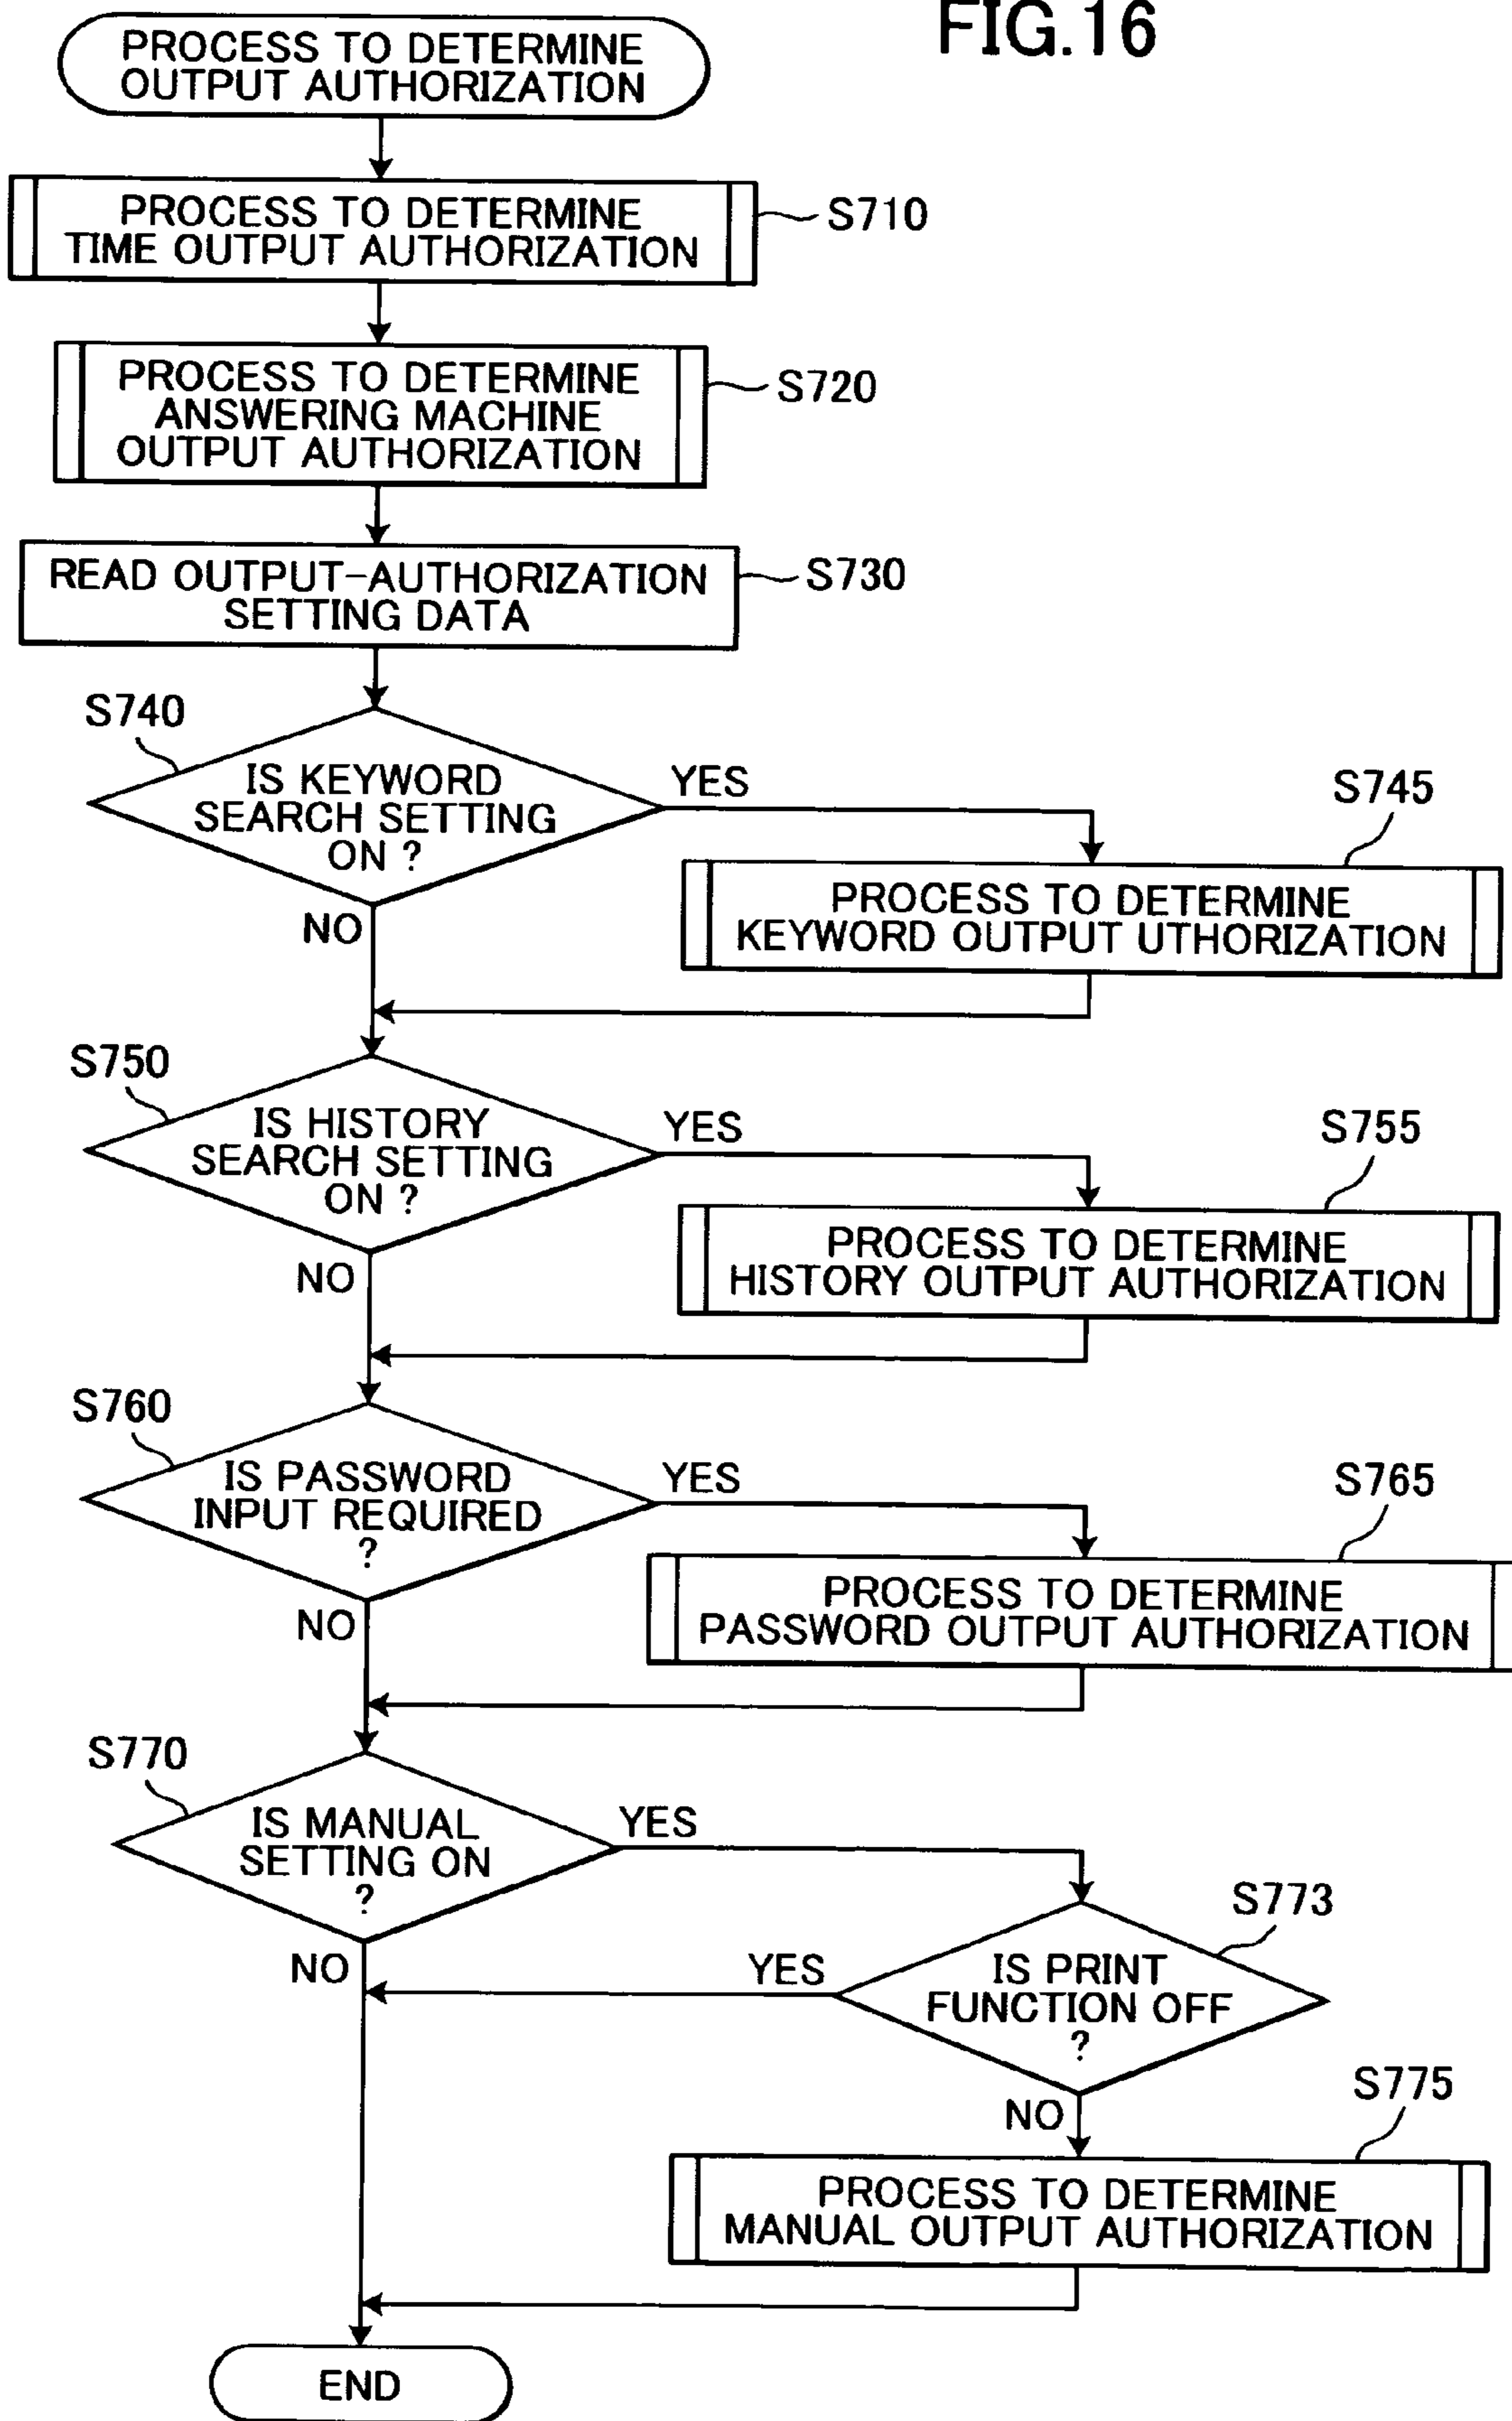 FIG.16
PROCESS TO DETERMINE
OUTPUT AUTHORIZATION
PROCESS TO DETERMINE
TIME OUTPUT AUTHORIZATION
S710
PROCESS TO DETERMINE
ANSWERING MACHINE
OUTPUT AUTHORIZATION
S720
READ OUTPUT-AUTHORIZATION
SETTING DATA
S730
S740
IS KEYWORD
SEARCH SETTING
ON ?
YES
NO
S745
PROCESS TO DETERMINE
KEYWORD OUTPUT UTHORIZATION
S750
IS HISTORY
SEARCH SETTING
ON ?
YES
NO
S755
PROCESS TO DETERMINE
HISTORY OUTPUT AUTHORIZATION
S760
IS PASSWORD
INPUT REQUIRED
?
YES
NO
S765
PROCESS TO DETERMINE
PASSWORD OUTPUT AUTHORIZATION
S770
IS MANUAL
SETTING ON
?
YES
NO
S773
IS PRINT
FUNCTION OFF
?
YES
NO
S775
PROCESS TO DETERMINE
MANUAL OUTPUT AUTHORIZATION
END